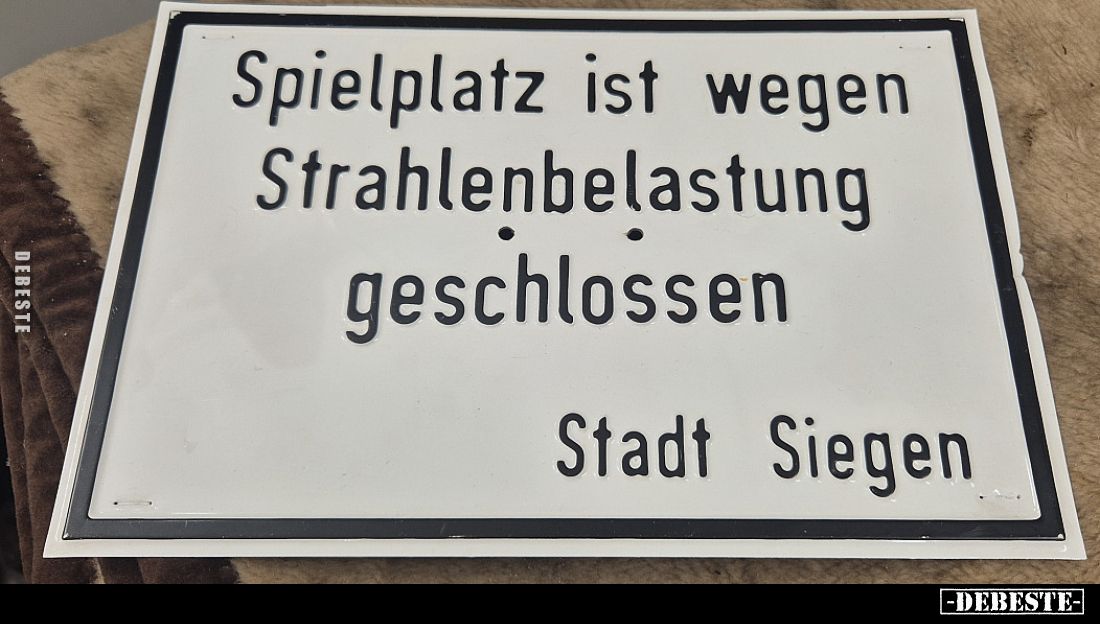 Spielplatz ist wegen
Strahlenbelastung
geschlossen
Stadt Siegen
DEBESTE
-DEBESTE-